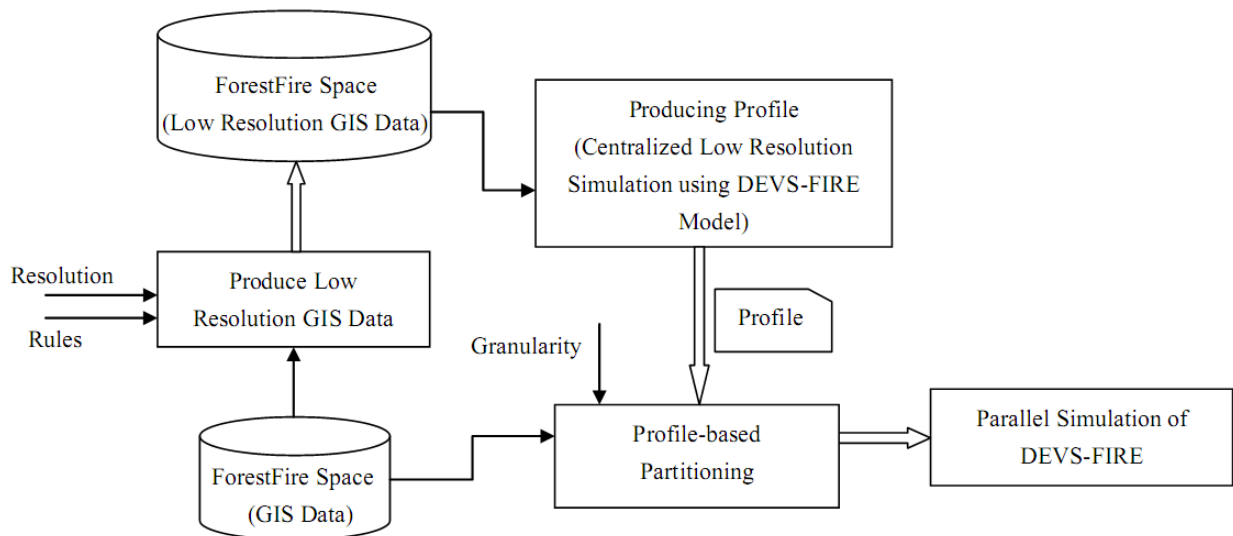 ForestFire Space
(Low Resolution GIS Data)
Producing Profile
(Centralized Low Resolution
Simulation using DEVS-FIRE
Model)
Resolution
Rules
Produce Low
Resolution GIS Data
Profile
Granularity
ForestFire Space
(GIS Data)
Profile-based
Partitioning
Parallel Simulation of
DEVS-FIRE